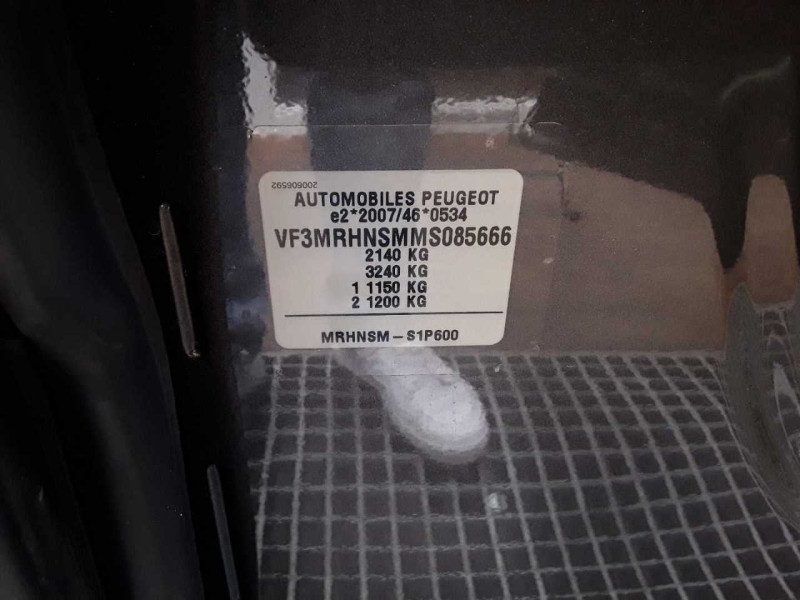 200606592
AUTOMOBILES PEUGEOT
e2*2007/46*0534
VF3MRHNSMMS085666
2140 KG
3240 KG
1 1150 KG
2 1200 KG
MRHNSM – S1P600